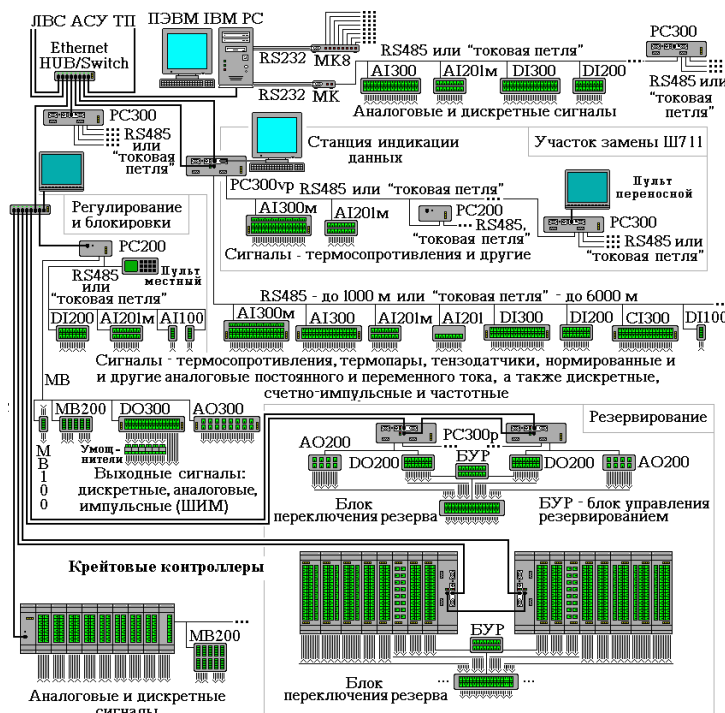 ЛВС АСУ ТП
Ethernet
HUB/Switch
ПЭВМ IBM PC
RS232
МК8
RS485 или "токовая петля"
PC300
RS232
МК
AI300
AI201м
DI300
DI200
RS485 или
"токовая
петля"
Аналоговые и дискретные
сигналы
PC300
RS485
или
"токовая
петля"
Станция индикации
данных
Участок замены Ш711
PC300vp
RS485 или "токовая петля"
Пульт
переносной
AI300м
AI201м
PC200
RS485,
"токовая петля"
PC300
RS485 или
"токовая петля"
Сигналы - термосопротивления и другие
Регулирование
и блокировки
PC200
RS485
или
"токовая петля"
Пульт
местный
DI200
AI201м
AI100
RS485 - до 1000 м или "токовая петля" - до 6000 м
AI300м
AI300
AI201м
AI201
DI300
DI200
CI300
DI100
Сигналы - термосопротивления, термопары, тензодатчики, нормированные и
и другие аналоговые постоянного и переменного тока, а также дискретные,
счетно-импульсные и частотные
МВ
МВ200
DO300
AO300
М
В
1
0
0
Умощ-
нители
Выходные сигналы:
дискретные, аналоговые,
импульсные (ШИМ)
Резервирование
PC300р
AO200
DO200
БУР
DO200
AO200
Блок
переключения резерва
БУР - блок управления
резервированием
Крейтовые контроллеры
МВ200
БУР
Аналоговые и дискретные
сигналы
Блок
переключения резерва